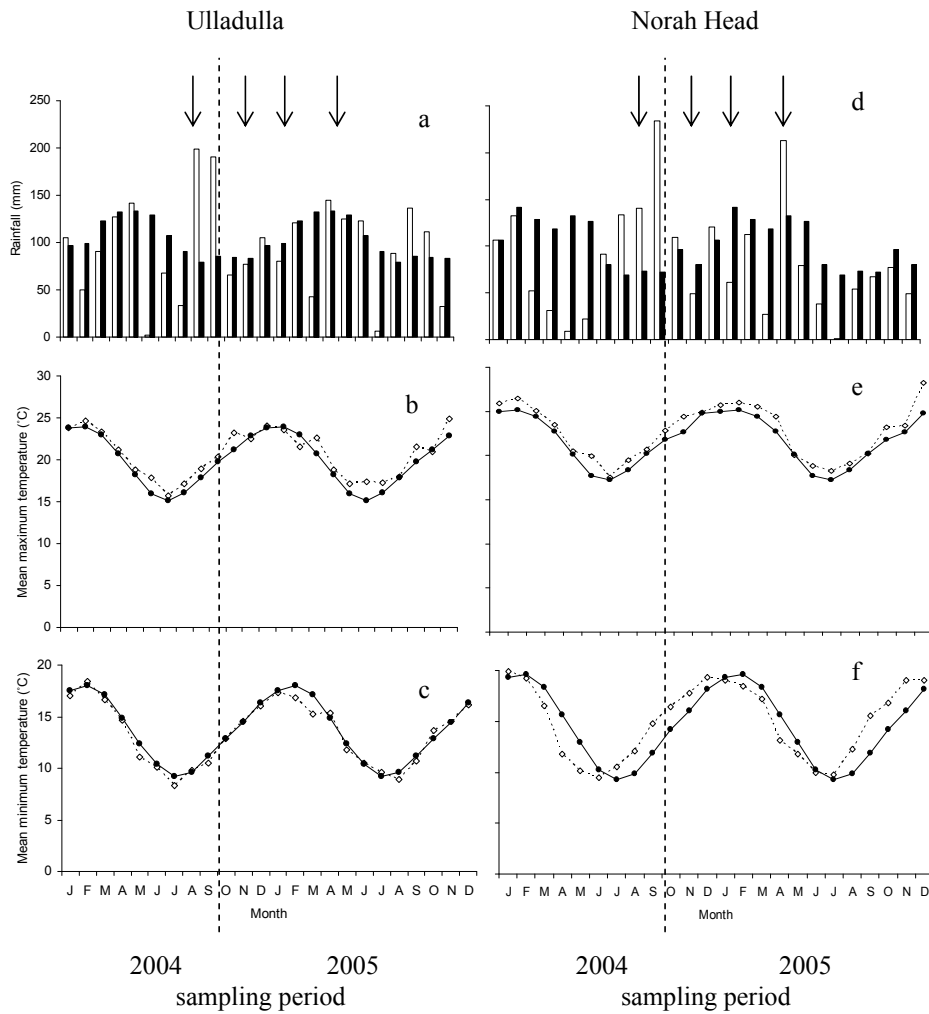 Ulladulla
Norah Head
a
d
Rainfall (mm)
250
200
150
100
50
0
b
e
Mean maximum temperature (˚C)
30
25
20
15
10
5
0
c
f
Mean minimum temperature (˚C)
20
15
10
5
0
J F M A M J J A S O N D J F M A M J J A S O N D
J F M A M J J A S O N D J F M A M J J A S O N D
Month
Month
2004 2005
sampling period
2004 2005
sampling period